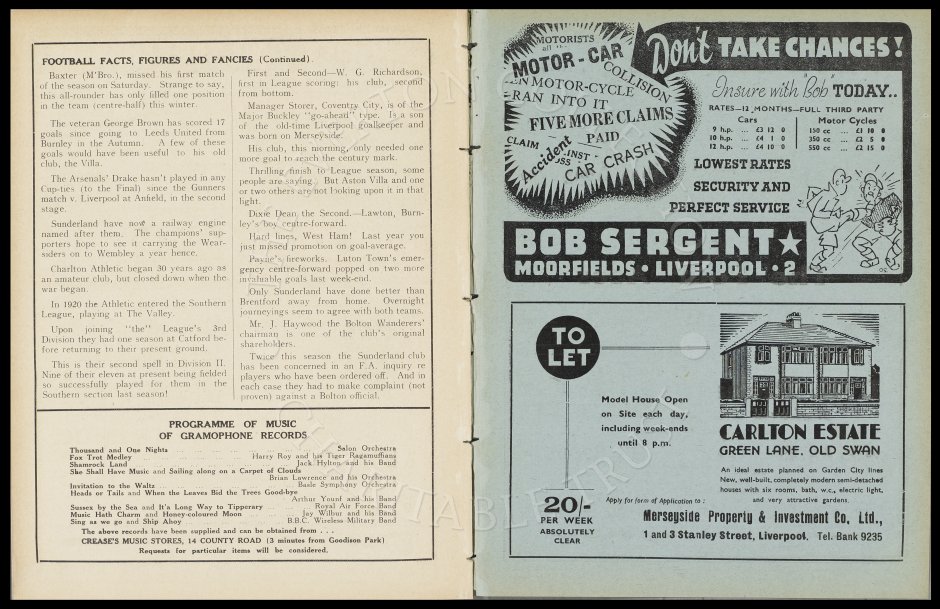 FOOTBALL FACTS, FIGURES AND FANCIES (Continued).
Baxter (M'Bro.), missed his first match
of the season on Saturday. Strange to say,
this all-rounder has only filled one position
in the team (centre-half) this winter.
The veteran George Brown has scored 17
goals since going to Leeds United from
Burnley in the Autumn. A few of these
goals would have been useful to his old
club, the Villa.
The Arsenals' Drake hasn't played in any
Cup-ties (to the Final) since the Gunners
match v. Liverpool at Anfield, in the second
stage.
Sunderland have now a railway engine
named after them. The champions' sup-
porters hope to see it carrying the Wear-
siders on to Wembley a year hence.
Charlton Athletic began 30 years ago as
an amateur club, but closed down when the
war began.
In 1920 the Athletic entered the Southern
League, playing at The Valley.
Upon joining "the" League's 3rd
Division they had one season at Catford be-
fore returning to their present ground.
This is their second spell in Division II.
Nine of their eleven at present being fielded
so successfully played for them in the
Southern section last season!
First and Second—W. G. Richardson,
first in League scoring: his club, second
from bottom.
Manager Storer, Coventry City, is of the
Major Buckley "go-ahead" type. Is a son
of the old-time Liverpool goalkeeper and
was born on Merseyside.
His club, this morning, only needed one
more goal to reach the century mark.
Thrilling finish to League season, some
people are saying. But Aston Villa and one
or two others are not looking upon it in that
light.
Dixie Dean the Second.—Lawton, Burn-
ley's boy centre-forward.
Hard lines, West Ham! Last year you
just missed promotion on goal-average.
Payne's fireworks. Luton Town's emer-
gency centre-forward popped on two more
invaluable goals last week-end.
Only Sunderland have done better than
Brentford away from home. Overnight
journeyings seem to agree with both teams.
Mr. J. Haywood the Bolton Wanderers'
chairman is one of the club's original
shareholders.
Twice this season the Sunderland club
has been concerned in an F.A. inquiry re
players who have been ordered off. And in
each case they had to make complaint (not
proven) against a Bolton official.
PROGRAMME OF MUSIC
OF GRAMOPHONE RECORDS
Thousand and One Nights ... Salon Orchestra
Fox Trot Medley ... Harry Roy and his Tiger Ragamuffians
Shamrock Land ... Jack Hylton and his Band
She Shall Have Music and Sailing along on a Carpet of Clouds
Brian Lawrence and his Orchestra
Invitation to the Waltz ... Basle Symphony Orchestra
Heads or Tails and When the Leaves Bid the Trees Good-bye
Arthur Young and his Band
Sussex by the Sea and It's a Long Way to Tipperary ... Royal Air Force Band
Music Hath Charm and Honey-coloured Moon ... Jay Wilbur and his Band
Sing as we go and Ship Ahoy ... B.B.C. Wireless Military Band
The above records have been supplied and can be obtained from . .
CREASE'S MUSIC STORES, 14 COUNTY ROAD (3 minutes from Goodison Park)
Requests for particular items will be considered.
MOTORISTS
MOTOR-CAR
COLLISION
IN MOTOR-CYCLE
RAN INTO IT
FIVE MORE CLAIMS
PAID
CLAIM
Accident
CAR CRASH
Don't TAKE CHANCES!
Insure with "Bob" TODAY..
RATES—12 MONTHS—FULL THIRD PARTY
Cars
9 hp. ... £3 12 0
10 h.p. ... £4 1 0
12 h.p. ... £4 10 0
Motor Cycles
150 cc ... £1 10 0
350 cc ... £2 5 0
550 cc ... £2 15 0
LOWEST RATES
SECURITY AND
PERFECT SERVICE
BOB SERGENT★
MOORFIELDS • LIVERPOOL • 2
TO
LET
Model House Open
on Site each day,
including week-ends
until 8 p.m.
CARLTON ESTATE
GREEN LANE, OLD SWAN
An ideal estate planned on Garden City lines
New, well-built, completely modern semi-detached
houses with six rooms, bath, w.c., electric light,
and very attractive gardens.
20/-
PER WEEK
ABSOLUTELY
CLEAR
Apply for form of Application to :
Merseyside Property & Investment Co, Ltd.,
1 and 3 Stanley Street, Liverpool. Tel. Bank 9235